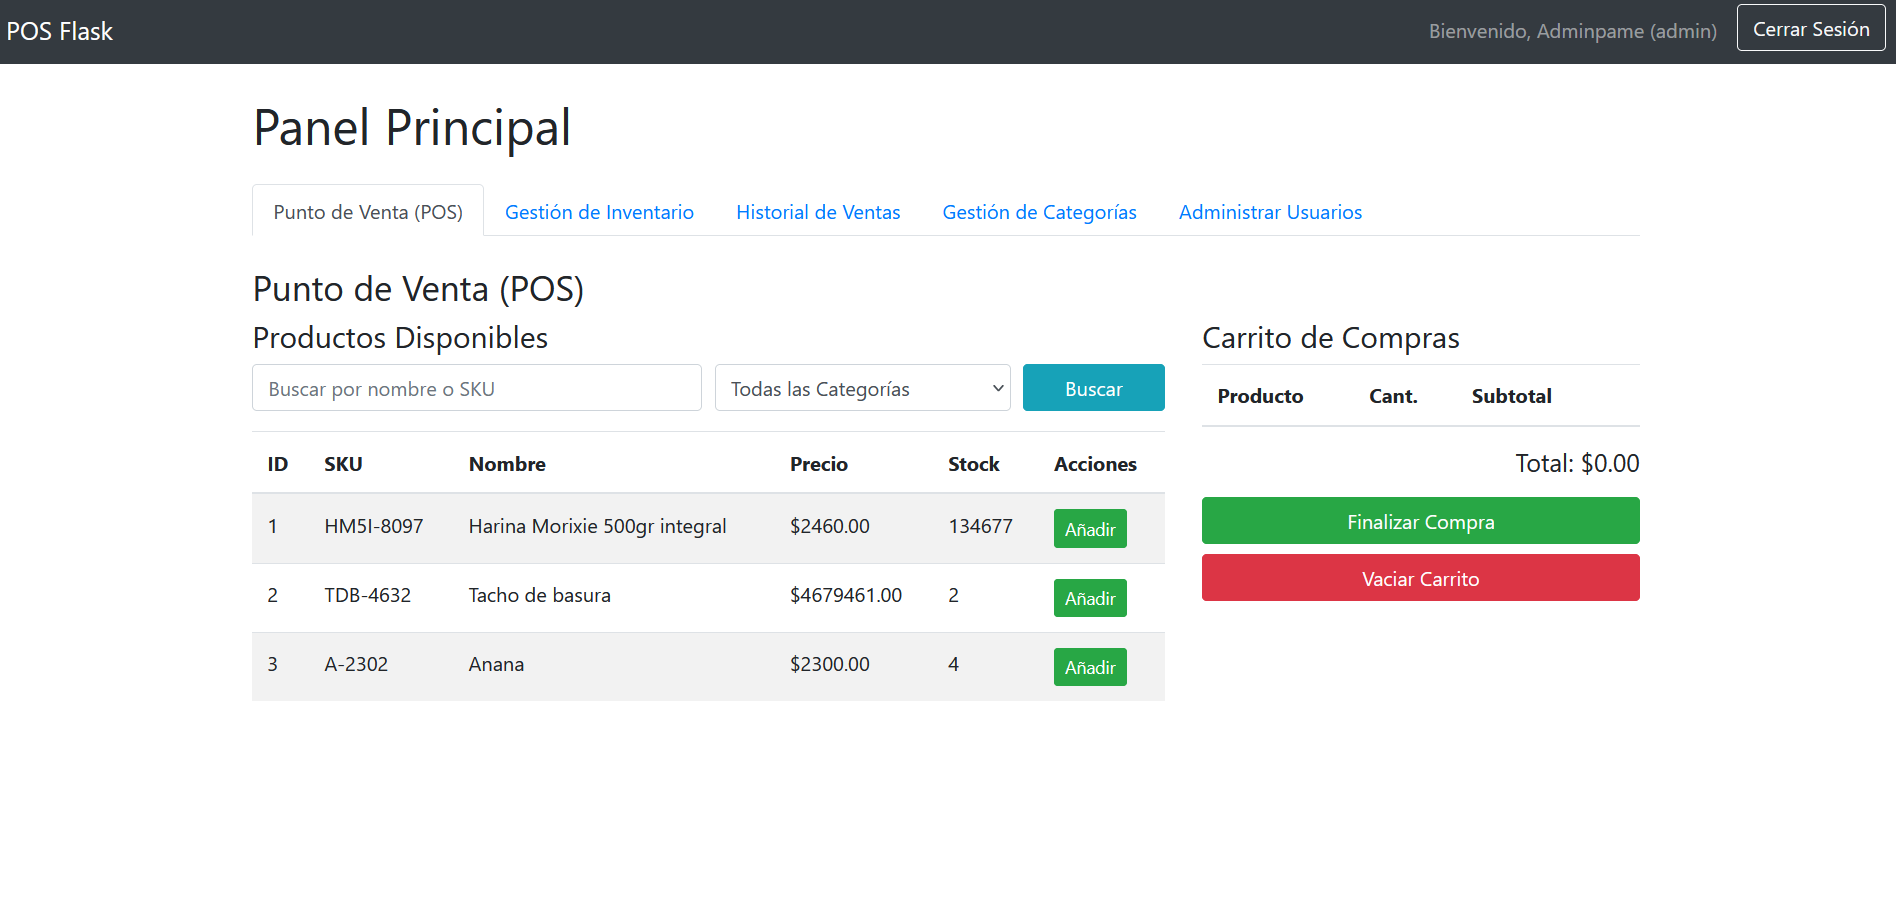 POS Flask
Bienvenido, Adminpame (admin)
Cerrar Sesión
Panel Principal
Punto de Venta (POS) Gestión de Inventario Historial de Ventas Gestión de Categorías Administrar Usuarios
Punto de Venta (POS)
Productos Disponibles
Buscar por nombre o SKU Todas las Categorías Buscar
ID SKU Nombre Precio Stock Acciones
1 HM5I-8097 Harina Morixie 500gr integral $2460.00 134677 Añadir
2 TDB-4632 Tacho de basura $4679461.00 2 Añadir
3 A-2302 Anana $2300.00 4 Añadir
Carrito de Compras
Producto Cant. Subtotal
Total: $0.00
Finalizar Compra
Vaciar Carrito